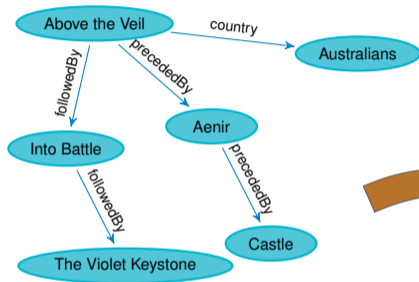 Above the Veil
country
Australians
followedBy
precededBy
Aenir
Into Battle
followedBy
precededBy
Castle
The Violet Keystone